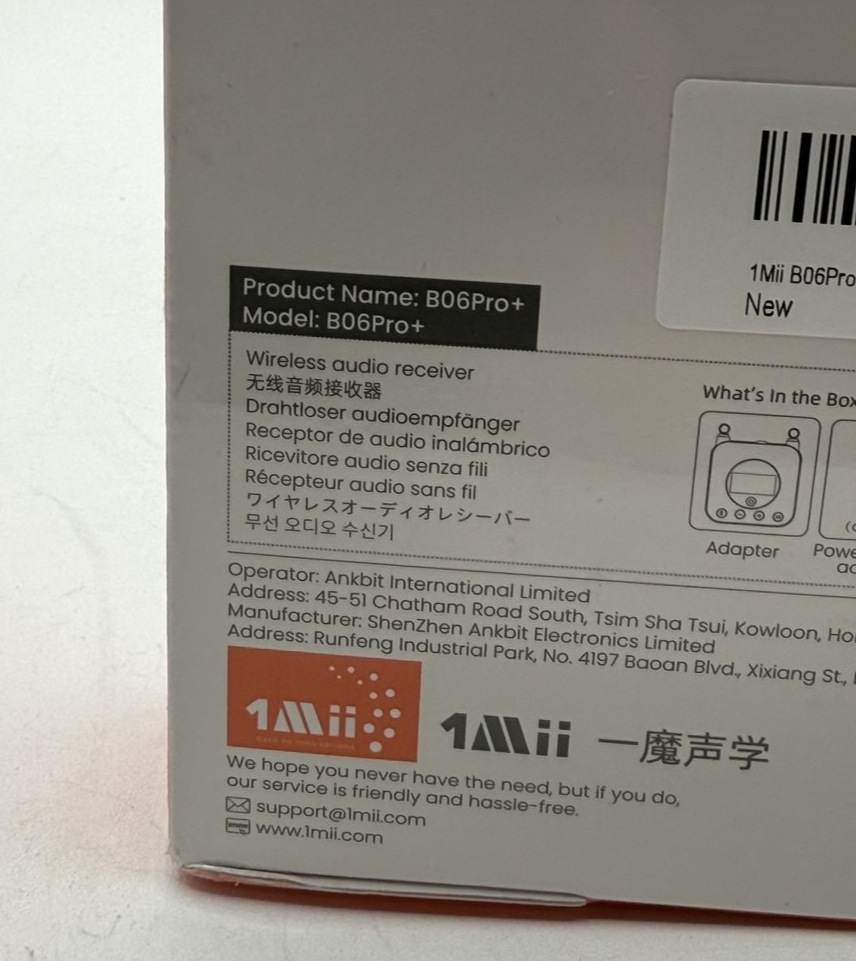 1Mii B06Pro
New
Product Name: B06Pro+
Model: B06Pro+
Wireless audio receiver
无线音频接收器
Drahtloser audioempfänger
Receptor de audio inalámbrico
Ricevitore audio senza fili
Récepteur audio sans fil
ワイヤレスオーディオレシーバー
무선 오디오 수신기
What's In the Box
Adapter
Powe
Operator: Ankbit International Limited
Address: 45-51 Chatham Road South, Tsim Sha Tsui, Kowloon, Ho
Manufacturer: ShenZhen Ankbit Electronics Limited
Address: Runfeng Industrial Park, No. 4197 Baoan Blvd., Xixiang St.,
1Mii
1Mii 一魔声学
We hope you never have the need, but if you do,
our service is friendly and hassle-free.
support@1mii.com
www.1mii.com